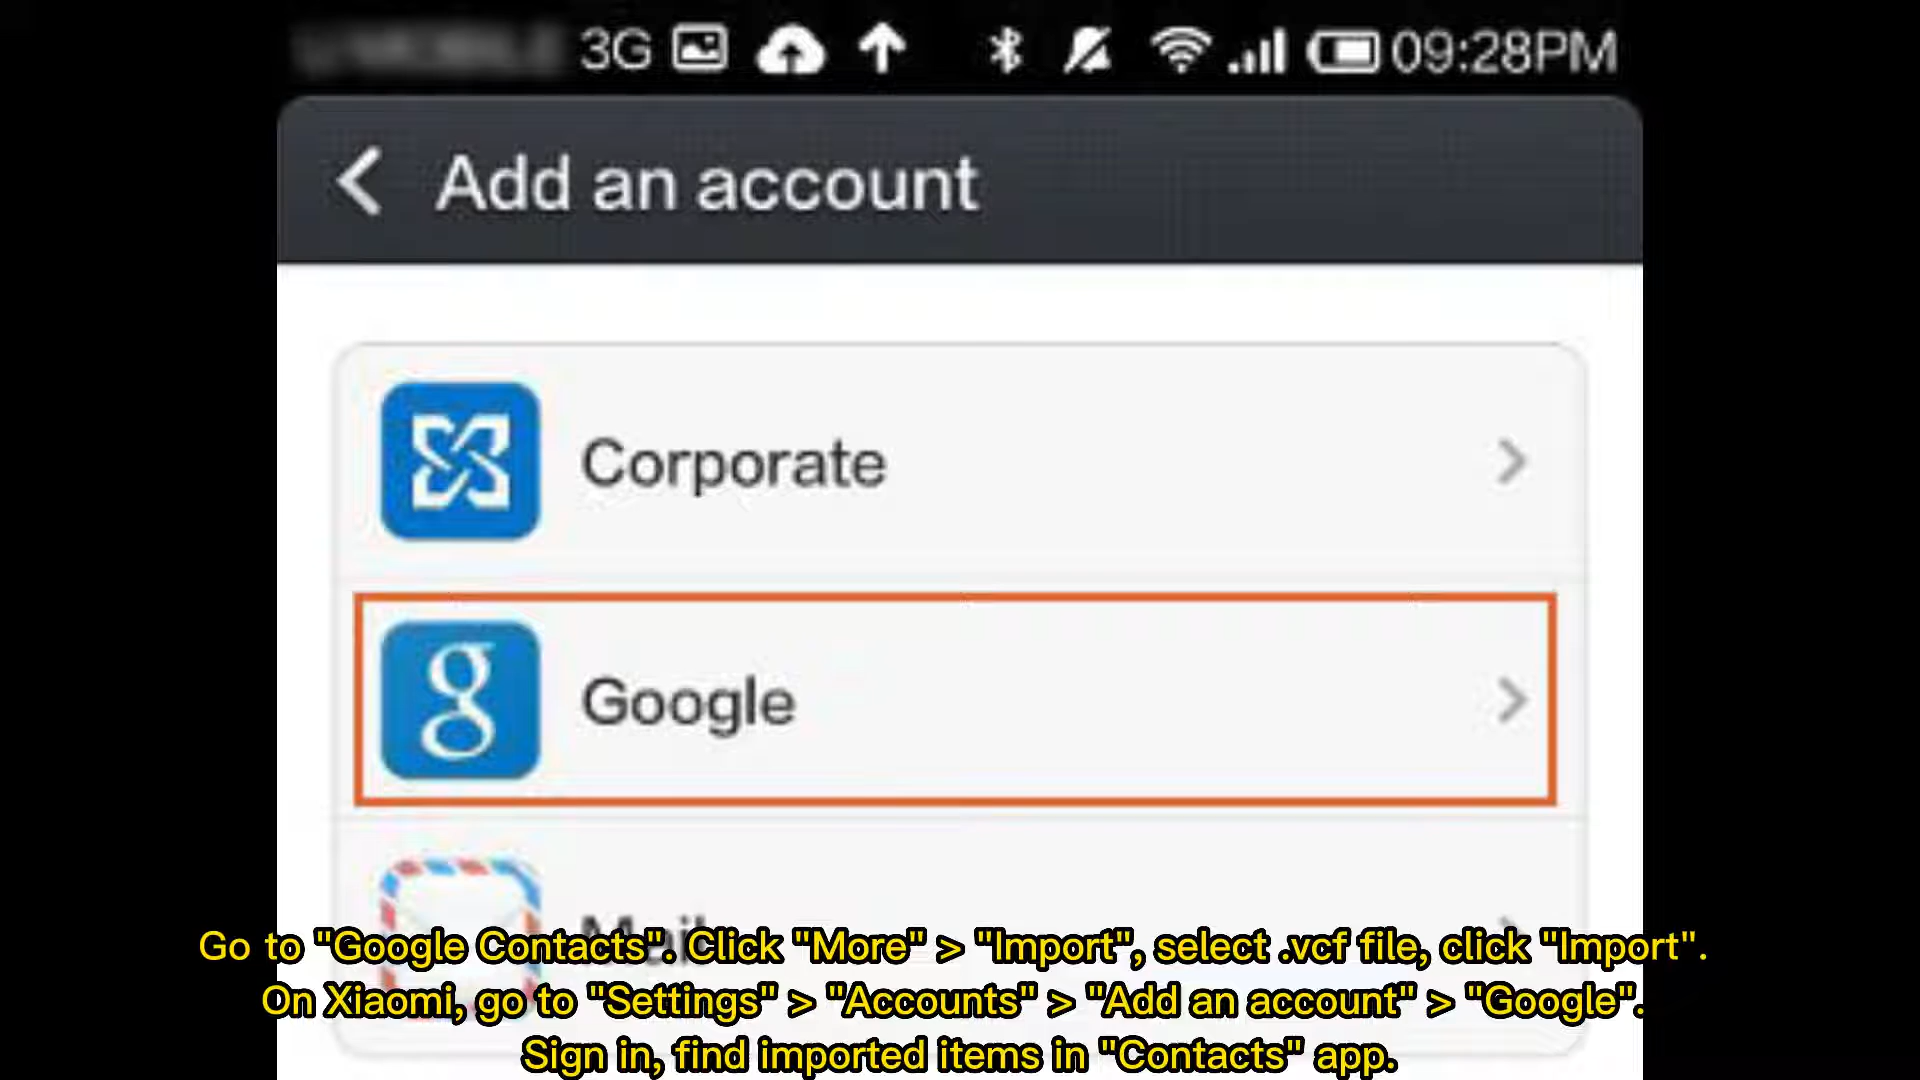 3G 09:28PM
Add an account
Corporate
Google
Mail
Go to "Google Contacts". Click "More" > "Import", select .vcf file, click "Import".
On Xiaomi, go to "Settings" > "Accounts" > "Add an account" > "Google".
Sign in, find imported items in "Contacts" app.